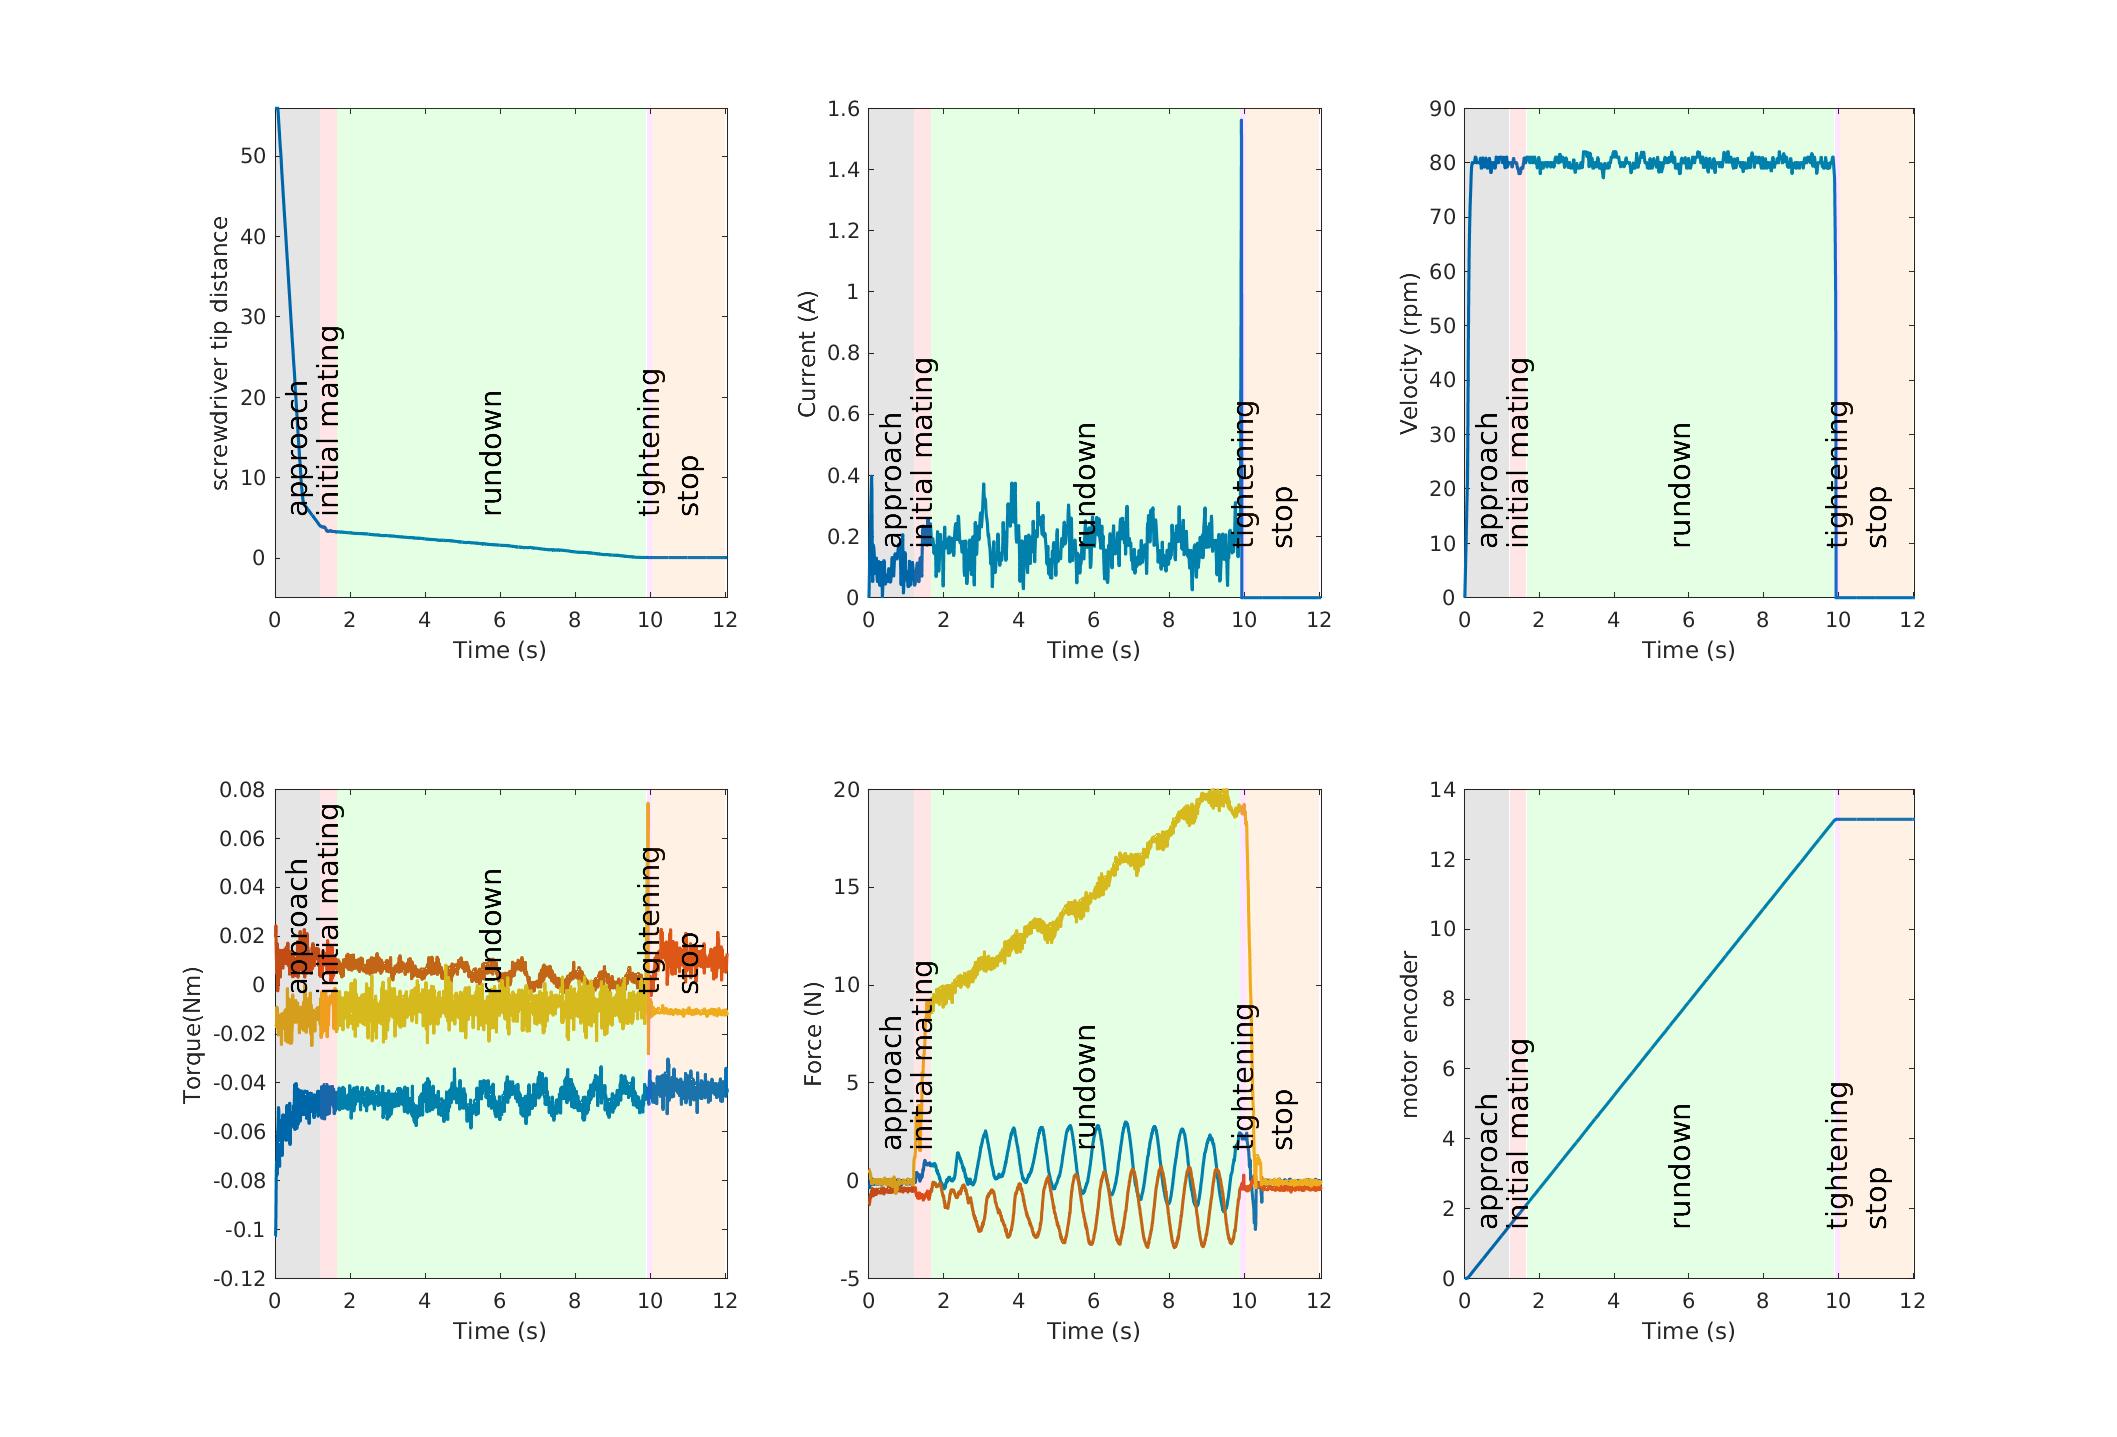 screwdriver tip distance
50
40
30
20
10
0
approach
initial mating
rundown
tightening
stop
0 2 4 6 8 10 12
Time (s)
Current (A)
1.6
1.4
1.2
1
0.8
0.6
0.4
0.2
0
approach
initial mating
rundown
tightening
stop
0 2 4 6 8 10 12
Time (s)
Velocity (rpm)
90
80
70
60
50
40
30
20
10
0
approach
initial mating
rundown
tightening
stop
0 2 4 6 8 10 12
Time (s)
Torque(Nm)
0.08
0.06
0.04
0.02
0
-0.02
-0.04
-0.06
-0.08
-0.1
-0.12
approach
initial mating
rundown
tightening
stop
0 2 4 6 8 10 12
Time (s)
Force (N)
20
15
10
5
0
-5
approach
initial mating
rundown
tightening
stop
0 2 4 6 8 10 12
Time (s)
motor encoder
14
12
10
8
6
4
2
0
approach
initial mating
rundown
tightening
stop
0 2 4 6 8 10 12
Time (s)